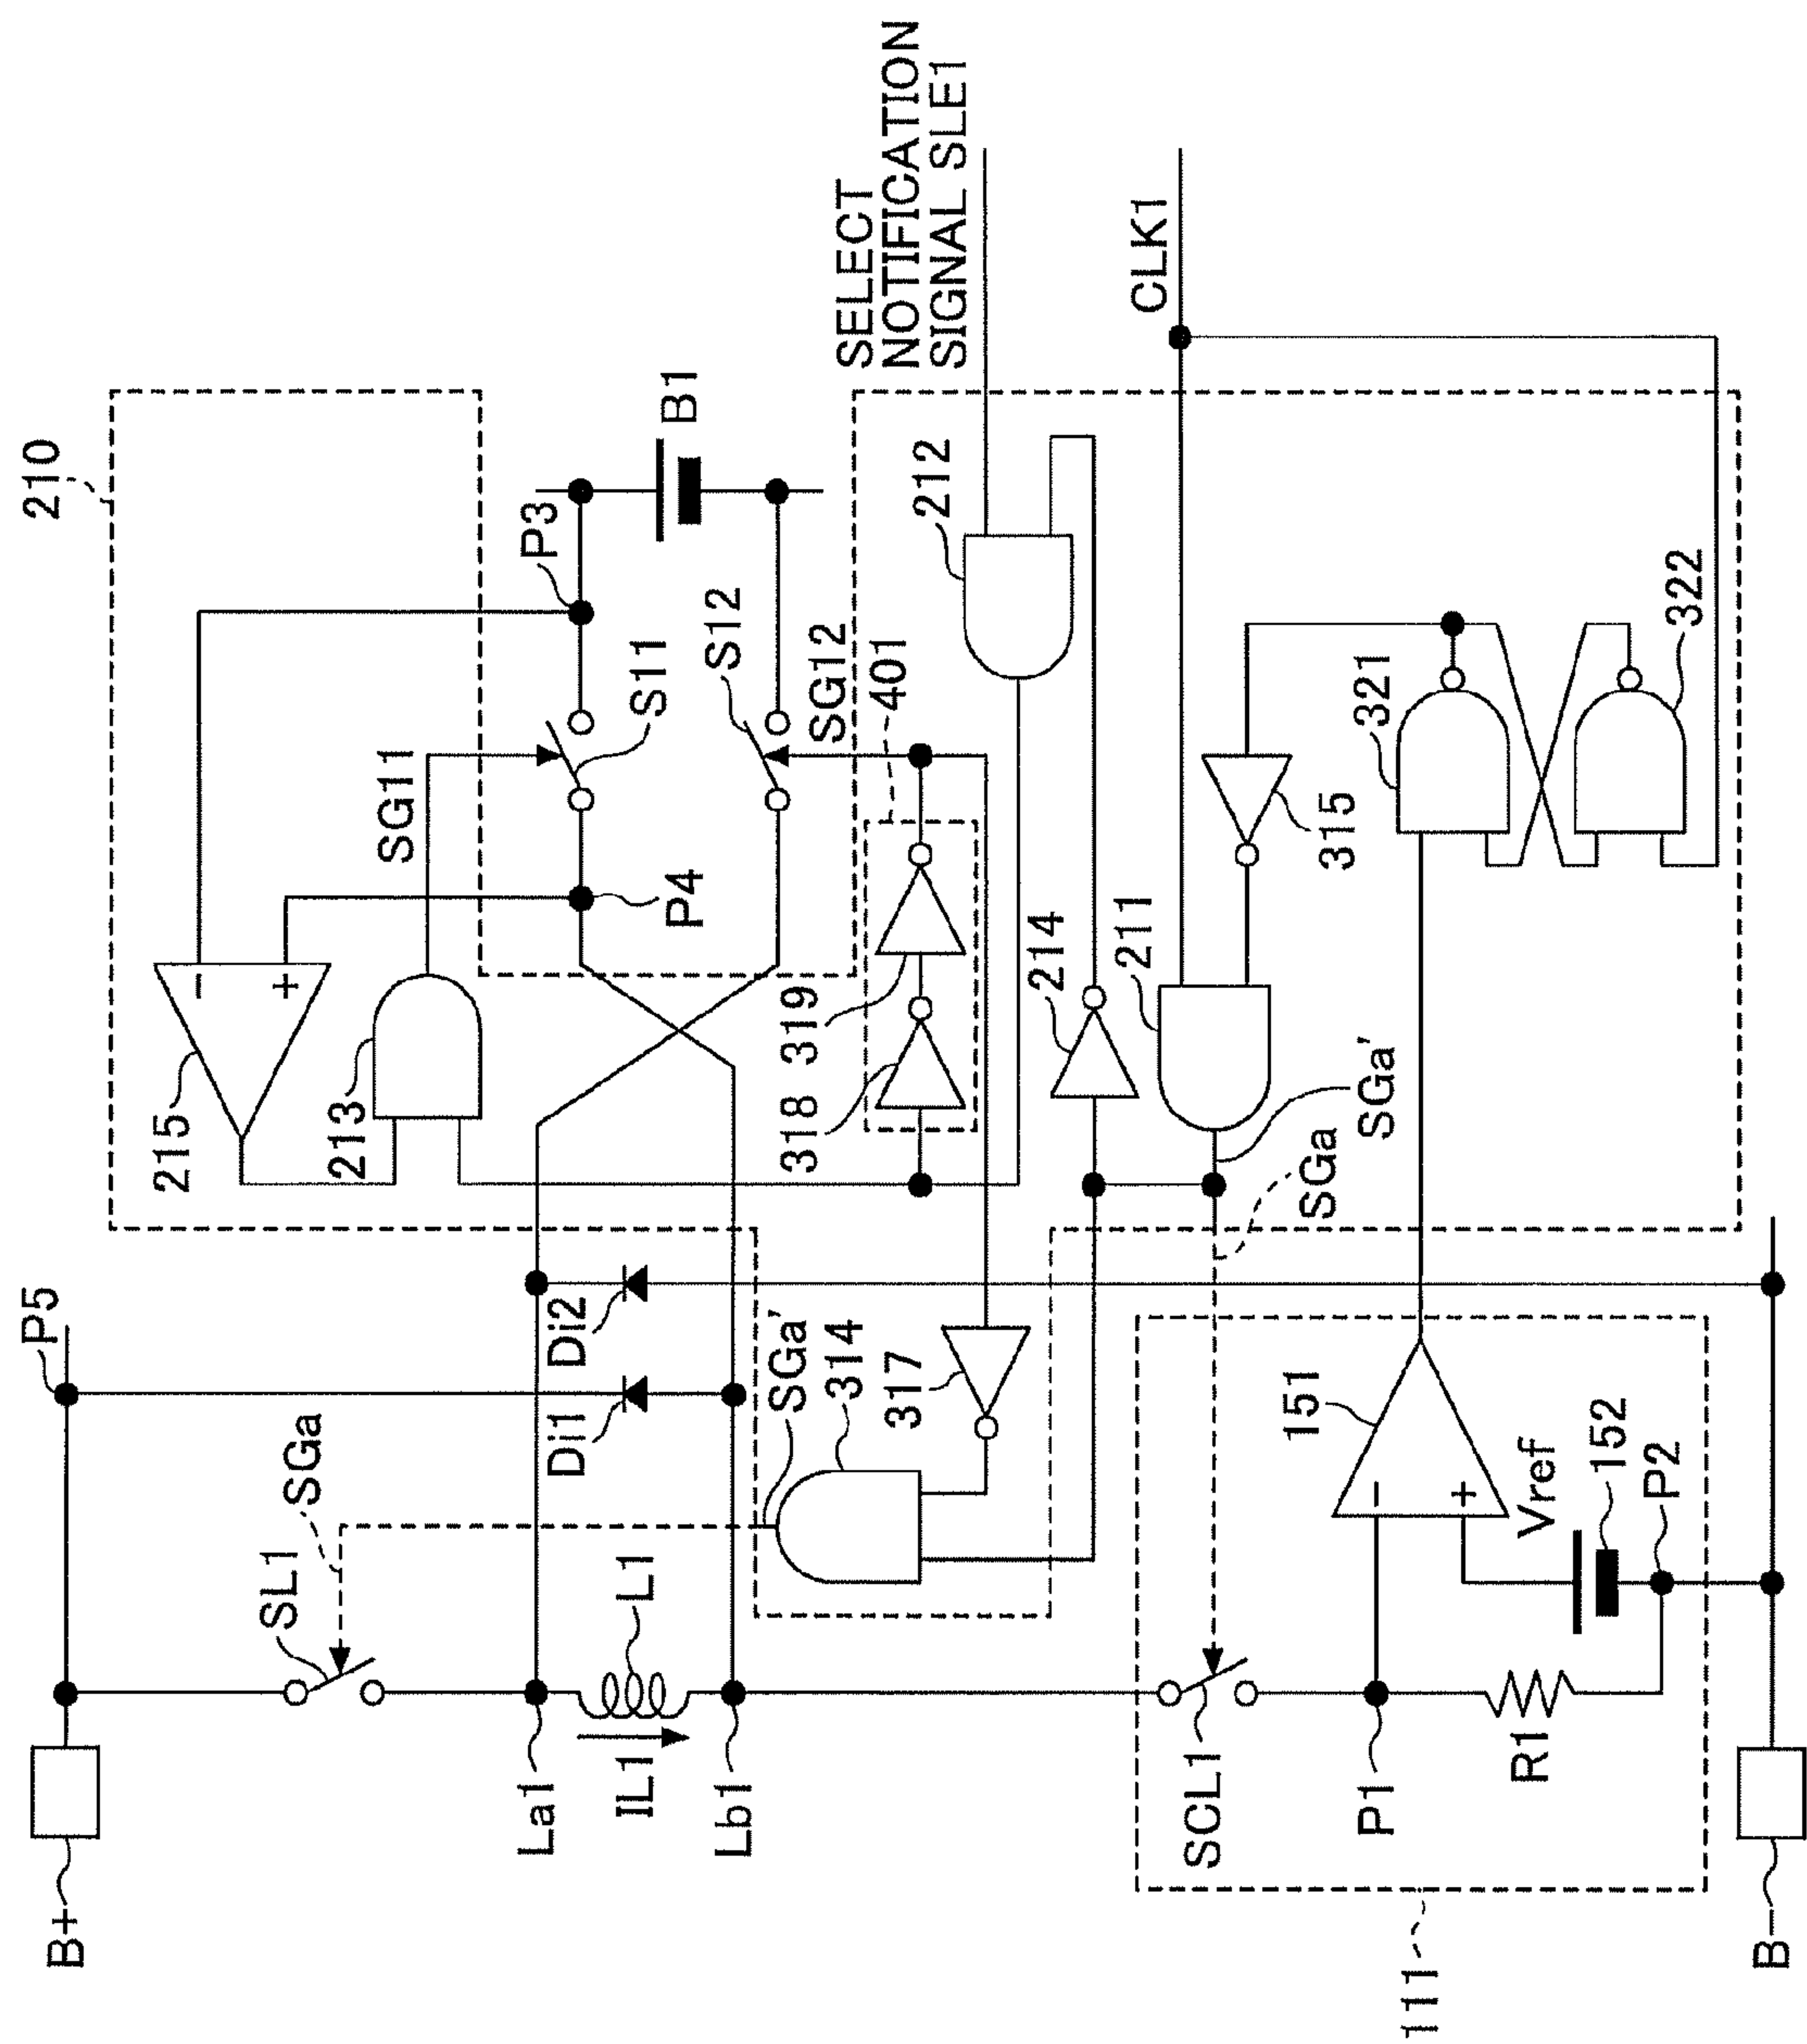 210
P5
B+
SGa
SL1
215
213
SG11
P4
P3
S11
S12
B1
SG12
401
318
319
SELECT
NOTIFICATION
SIGNAL SLE1
212
CLK1
214
211
SGa'
SGa
315
321
322
Di2
Di1
SGa'
314
317
La1
IL1
L1
Lb1
SCL1
P1
R1
151
Vref
152
P2
−
+
−
+
111
B−